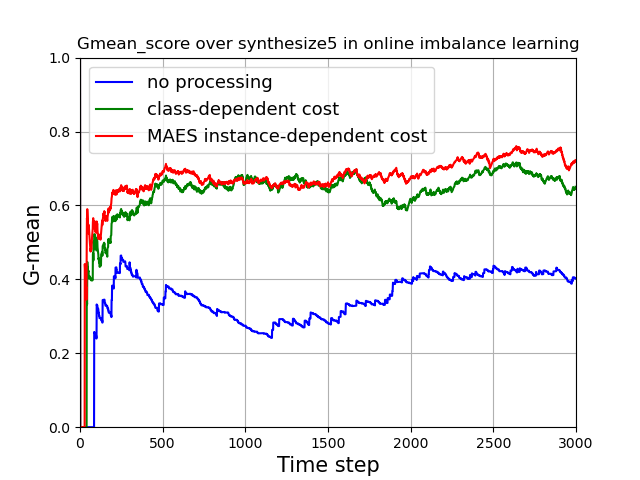 Gmean_score over synthesize5 in online imbalance learning
1.0
0.8
0.6
0.4
0.2
0.0
G-mean
no processing
class-dependent cost
MAES instance-dependent cost
0 500 1000 1500 2000 2500 3000
Time step